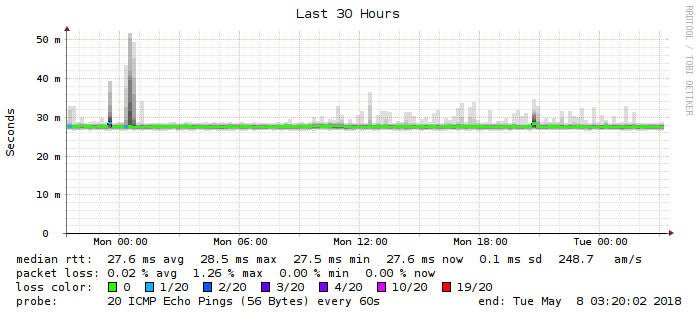 Last 30 Hours
RRDTOOL / TOBI OETIKER
Seconds
50 m
40 m
30 m
20 m
10 m
0
Mon 00:00 Mon 06:00 Mon 12:00 Mon 18:00 Tue 00:00
median rtt: 27.6 ms avg 28.5 ms max 27.5 ms min 27.6 ms now 0.1 ms sd 248.7 am/s
packet loss: 0.02 % avg 1.26 % max 0.00 % min 0.00 % now
loss color: 0 1/20 2/20 3/20 4/20 10/20 19/20
probe: 20 ICMP Echo Pings (56 Bytes) every 60s end: Tue May 8 03:20:02 2018